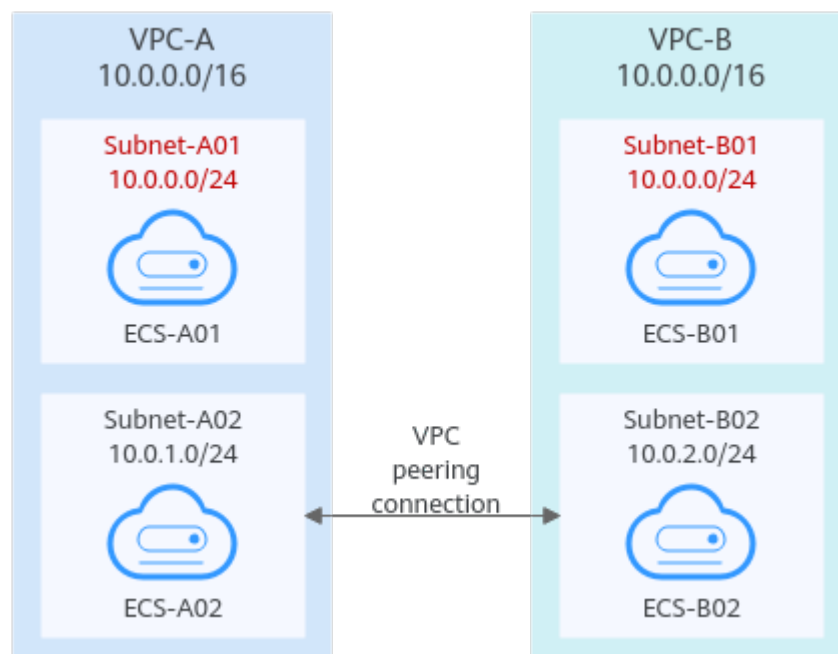 VPC-A
10.0.0.0/16
Subnet-A01
10.0.0.0/24
ECS-A01
Subnet-A02
10.0.1.0/24
ECS-A02
VPC
peering
connection
VPC-B
10.0.0.0/16
Subnet-B01
10.0.0.0/24
ECS-B01
Subnet-B02
10.0.2.0/24
ECS-B02